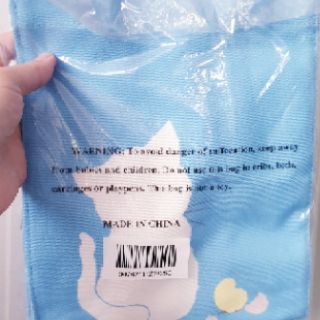 WARNING: To avoid danger of suffocation, keep away
from babies and children. Do not use this bag in cribs, beds,
carriages or playpens. This bag is not a toy.
MADE IN CHINA